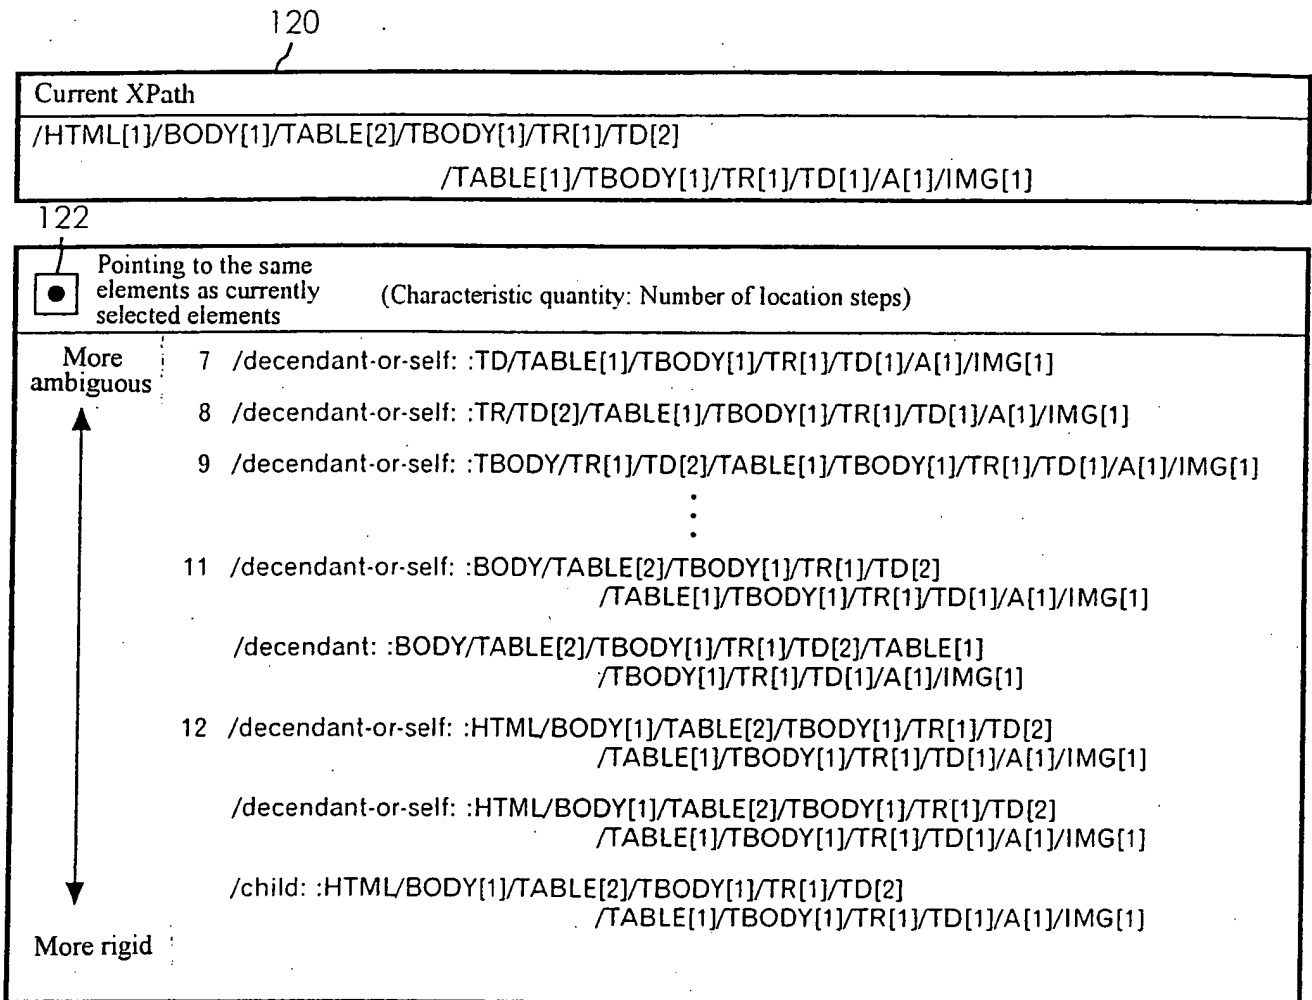 120
Current XPath
/HTML[1]/BODY[1]/TABLE[2]/TBODY[1]/TR[1]/TD[2]
/TABLE[1]/TBODY[1]/TR[1]/TD[1]/A[1]/IMG[1]
122
Pointing to the same
elements as currently
selected elements
(Characteristic quantity: Number of location steps)
More
ambiguous
7 /decendant-or-self: :TD/TABLE[1]/TBODY[1]/TR[1]/TD[1]/A[1]/IMG[1]
8 /decendant-or-self: :TR/TD[2]/TABLE[1]/TBODY[1]/TR[1]/TD[1]/A[1]/IMG[1]
9 /decendant-or-self: :TBODY/TR[1]/TD[2]/TABLE[1]/TBODY[1]/TR[1]/TD[1]/A[1]/IMG[1]
11 /decendant-or-self: :BODY/TABLE[2]/TBODY[1]/TR[1]/TD[2]
/TABLE[1]/TBODY[1]/TR[1]/TD[1]/A[1]/IMG[1]
/decendant: :BODY/TABLE[2]/TBODY[1]/TR[1]/TD[2]/TABLE[1]
/TBODY[1]/TR[1]/TD[1]/A[1]/IMG[1]
12 /decendant-or-self: :HTML/BODY[1]/TABLE[2]/TBODY[1]/TR[1]/TD[2]
/TABLE[1]/TBODY[1]/TR[1]/TD[1]/A[1]/IMG[1]
/decendant-or-self: :HTML/BODY[1]/TABLE[2]/TBODY[1]/TR[1]/TD[2]
/TABLE[1]/TBODY[1]/TR[1]/TD[1]/A[1]/IMG[1]
/child: :HTML/BODY[1]/TABLE[2]/TBODY[1]/TR[1]/TD[2]
/TABLE[1]/TBODY[1]/TR[1]/TD[1]/A[1]/IMG[1]
More rigid